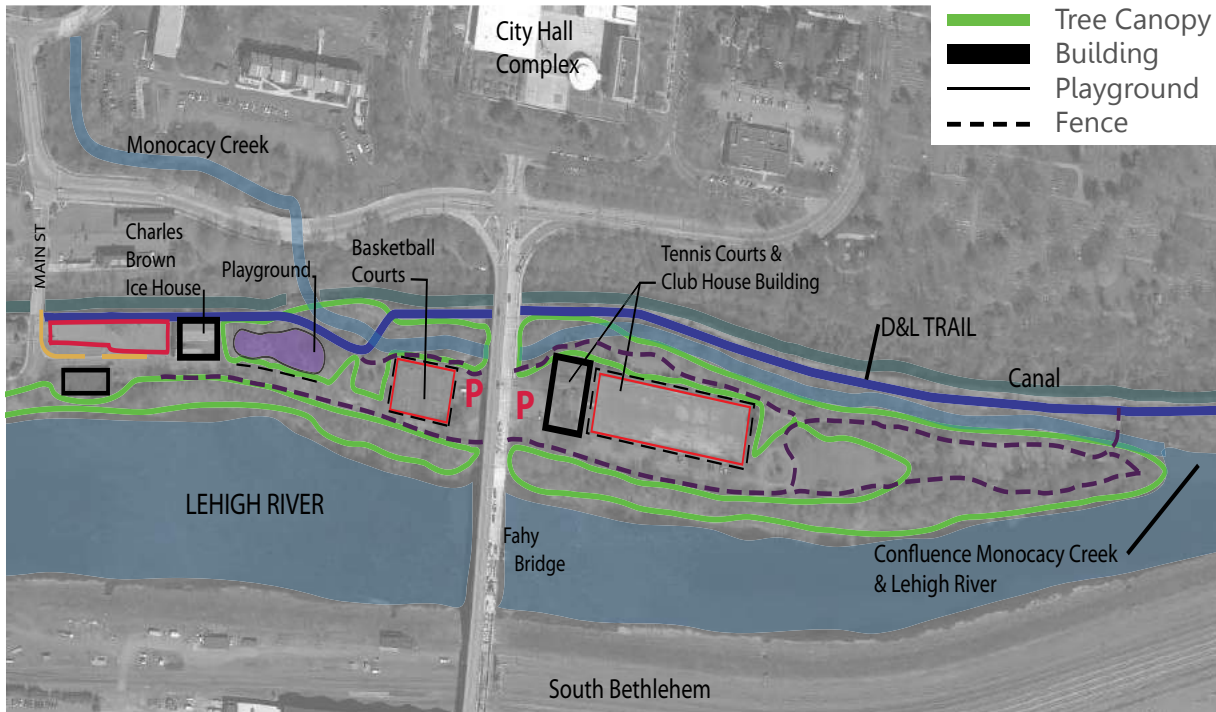 City Hall
Complex
Tree Canopy
Building
Playground
Fence
Monocacy Creek
MAIN ST
Charles
Brown
Ice House
Playground
Basketball
Courts
Tennis Courts &
Club House Building
D&L TRAIL
Canal
P
P
LEHIGH RIVER
Fahy
Bridge
Confluence Monocacy Creek
& Lehigh River
South Bethlehem